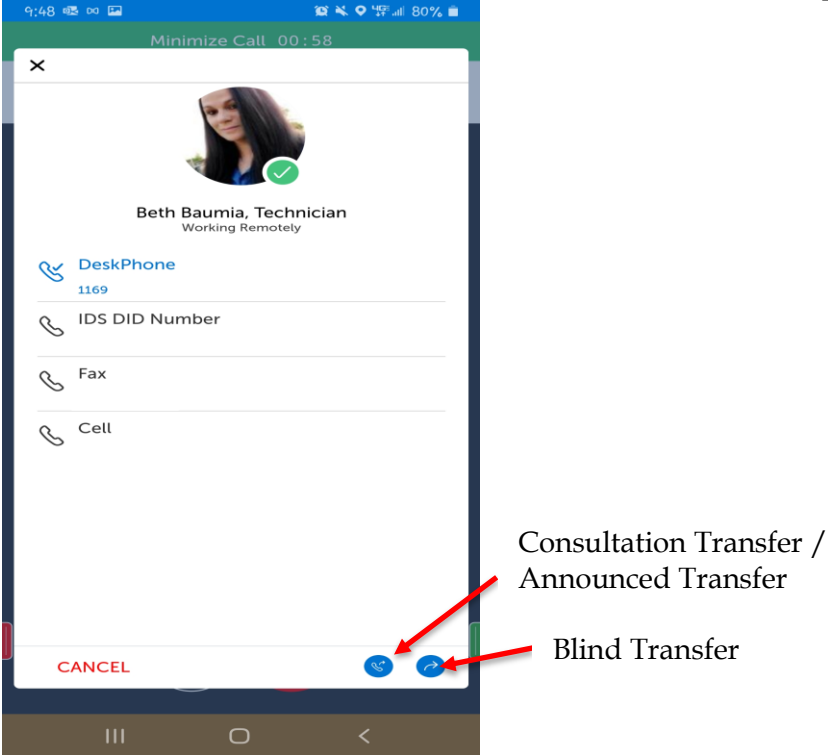 9:48
4G 80%
Minimize Call 00:58
Beth Baumia, Technician
Working Remotely
DeskPhone
1169
IDS DID Number
Fax
Cell
Consultation Transfer /
Announced Transfer
Blind Transfer
CANCEL